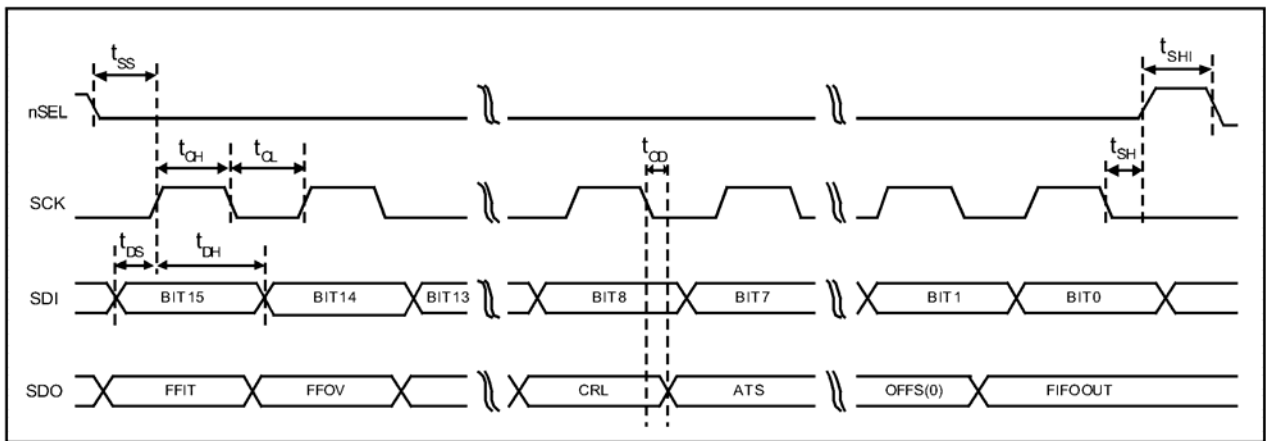 tSS
tSHI
nSEL
tCH
tCL
tOD
tSH
SCK
tDS
tDH
SDI
BIT15
BIT14
BIT13
BIT8
BIT7
BIT1
BIT0
SDO
FFIT
FFOV
CRL
ATS
OFFS(0)
FIFOOUT